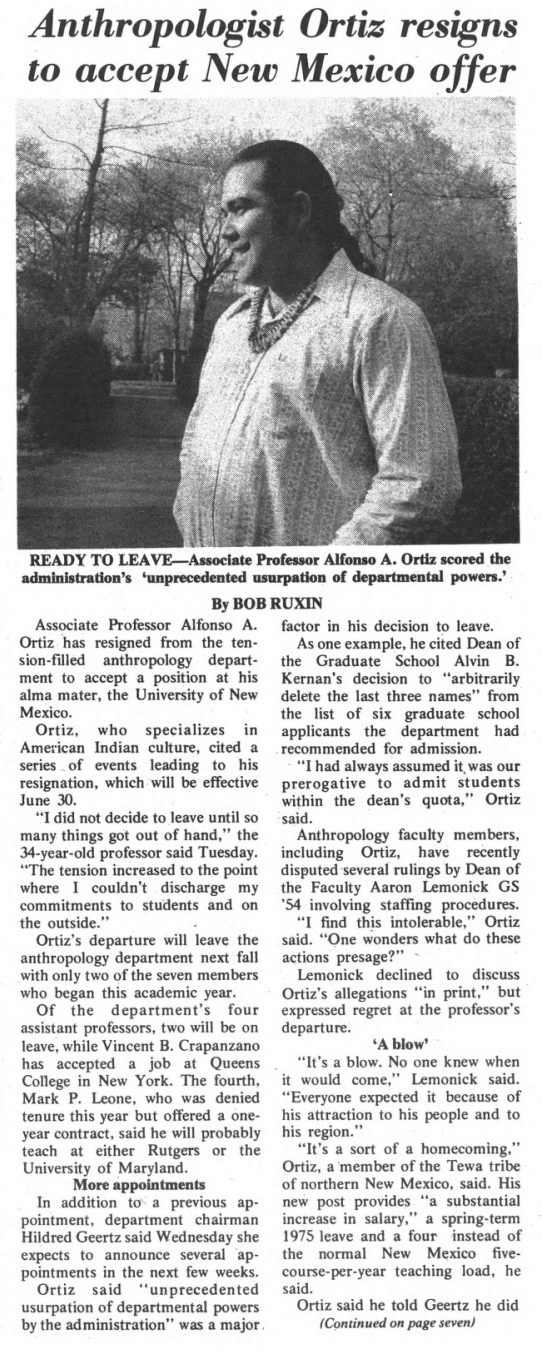 Anthropologist Ortiz resigns
to accept New Mexico offer
READY TO LEAVE—Associate Professor Alfonso A. Ortiz scored the
administration's 'unprecedented usurpation of departmental powers.'
By BOB RUXIN
Associate Professor Alfonso A.
Ortiz has resigned from the ten-
sion-filled anthropology depart-
ment to accept a position at his
alma mater, the University of New
Mexico.
Ortiz, who specializes in
American Indian culture, cited a
series of events leading to his
resignation, which will be effective
June 30.
"I did not decide to leave until so
many things got out of hand," the
34-year-old professor said Tuesday.
"The tension increased to the point
where I couldn't discharge my
commitments to students and on
the outside."
Ortiz's departure will leave the
anthropology department next fall
with only two of the seven members
who began this academic year.
Of the department's four
assistant professors, two will be on
leave, while Vincent B. Crapanzano
has accepted a job at Queens
College in New York. The fourth,
Mark P. Leone, who was denied
tenure this year but offered a one-
year contract, said he will probably
teach at either Rutgers or the
University of Maryland.
More appointments
In addition to a previous ap-
pointment, department chairman
Hildred Geertz said Wednesday she
expects to announce several ap-
pointments in the next few weeks.
Ortiz said "unprecedented
usurpation of departmental powers
by the administration" was a major
factor in his decision to leave.
As one example, he cited Dean of
the Graduate School Alvin B.
Kernan's decision to "arbitrarily
delete the last three names" from
the list of six graduate school
applicants the department had
recommended for admission.
"I had always assumed it was our
prerogative to admit students
within the dean's quota," Ortiz
said.
Anthropology faculty members,
including Ortiz, have recently
disputed several rulings by Dean of
the Faculty Aaron Lemonick GS
'54 involving staffing procedures.
"I find this intolerable," Ortiz
said. "One wonders what do these
actions presage?"
Lemonick declined to discuss
Ortiz's allegations "in print," but
expressed regret at the professor's
departure.
'A blow'
"It's a blow. No one knew when
it would come," Lemonick said.
"Everyone expected it because of
his attraction to his people and to
his region."
"It's a sort of a homecoming,"
Ortiz, a member of the Tewa tribe
of northern New Mexico, said. His
new post provides "a substantial
increase in salary," a spring-term
1975 leave and a four instead of
the normal New Mexico five-
course-per-year teaching load, he
said.
Ortiz said he told Geertz he did
(Continued on page seven)